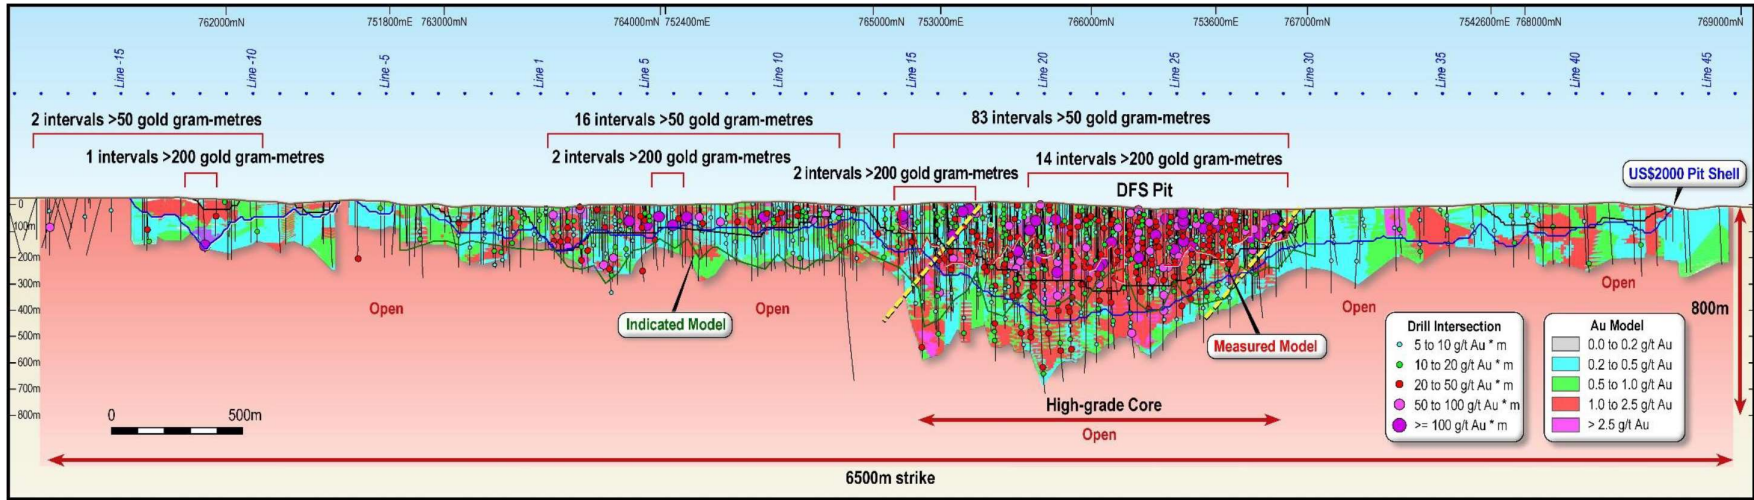 762000mN
751800mE
763000mN
764000mN
752400mE
765000mN
753000mE
766000mN
753600mE
767000mN
7542600mE
768000mN
769000mN
Line -15
Line -10
Line -5
Line 1
Line 5
Line 10
Line 15
Line 20
Line 25
Line 30
Line 35
Line 40
Line 45
2 intervals >50 gold gram-metres
16 intervals >50 gold gram-metres
83 intervals >50 gold gram-metres
1 intervals >200 gold gram-metres
2 intervals >200 gold gram-metres
2 intervals >200 gold gram-metres
14 intervals >200 gold gram-metres
DFS Pit
US$2000 Pit Shell
0
-100m
-200m
-300m
-400m
-500m
-600m
-700m
-800m
Open
Open
Open
Open
Indicated Model
Measured Model
800m
Drill Intersection
5 to 10 g/t Au * m
10 to 20 g/t Au * m
20 to 50 g/t Au * m
50 to 100 g/t Au * m
>= 100 g/t Au * m
Au Model
0.0 to 0.2 g/t Au
0.2 to 0.5 g/t Au
0.5 to 1.0 g/t Au
1.0 to 2.5 g/t Au
> 2.5 g/t Au
0 500m
High-grade Core
Open
6500m strike